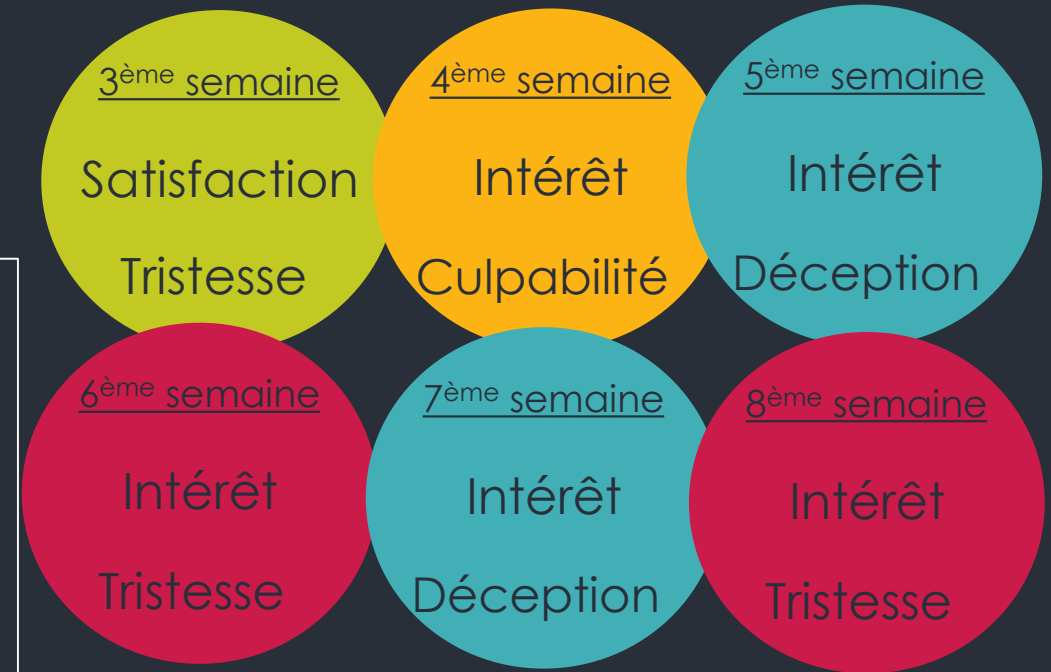 3ème semaine
Satisfaction
Tristesse
4ème semaine
Intérêt
Culpabilité
5ème semaine
Intérêt
Déception
6ème semaine
Intérêt
Tristesse
7ème semaine
Intérêt
Déception
8ème semaine
Intérêt
Tristesse